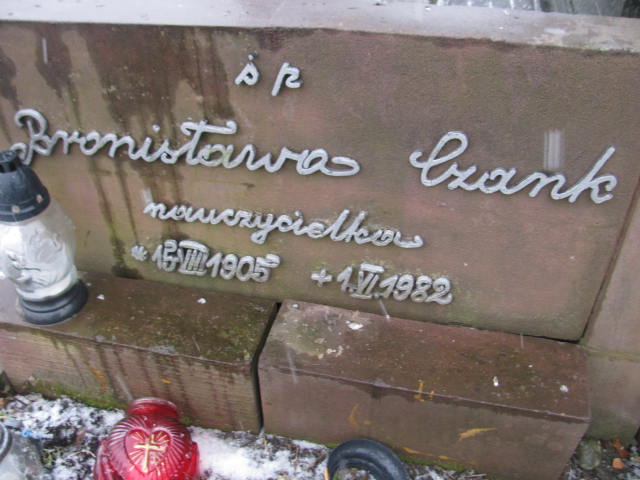 ś p
Bronisława Czank
nauczycielka
*15.VIII.1905 +1.VI.1982